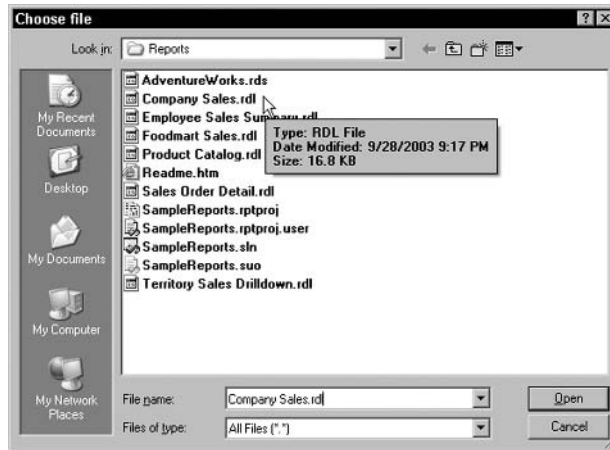 Choose file
Look in: Reports
My Recent Documents
Desktop
My Documents
My Computer
My Network Places
AdventureWorks.rds
Company Sales.rdl
Employee Sales Summary.rdl
Foodmart Sales.rdl
Product Catalog.rdl
Readme.htm
Sales Order Detail.rdl
SampleReports.rptproj
SampleReports.rptproj.user
SampleReports.sln
SampleReports.suo
Territory Sales Drilldown.rdl
Type: RDL File
Date Modified: 9/28/2003 9:17 PM
Size: 16.8 KB
File name: Company Sales.rdl Open
Files of type: All Files (*.*) Cancel